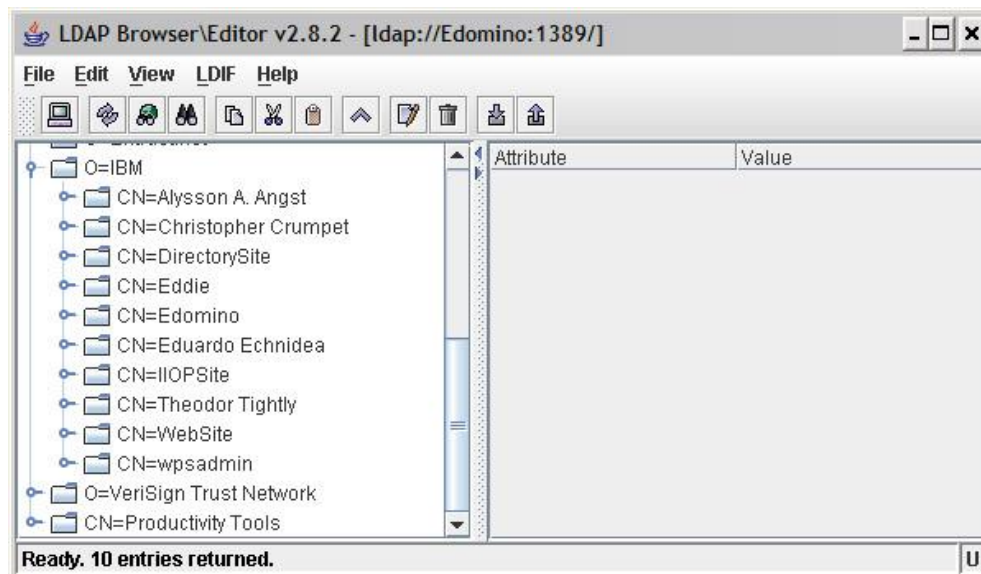 LDAP Browser\Editor v2.8.2 - [ldap://Edomino:1389/]
File Edit View LDIF Help
Attribute Value
O=IBM
CN=Alysson A. Angst
CN=Christopher Crumpet
CN=DirectorySite
CN=Eddie
CN=Edomino
CN=Eduardo Echnidea
CN=IIOPSite
CN=Theodor Tightly
CN=WebSite
CN=wpsadmin
O=VeriSign Trust Network
CN=Productivity Tools
Ready. 10 entries returned.
U